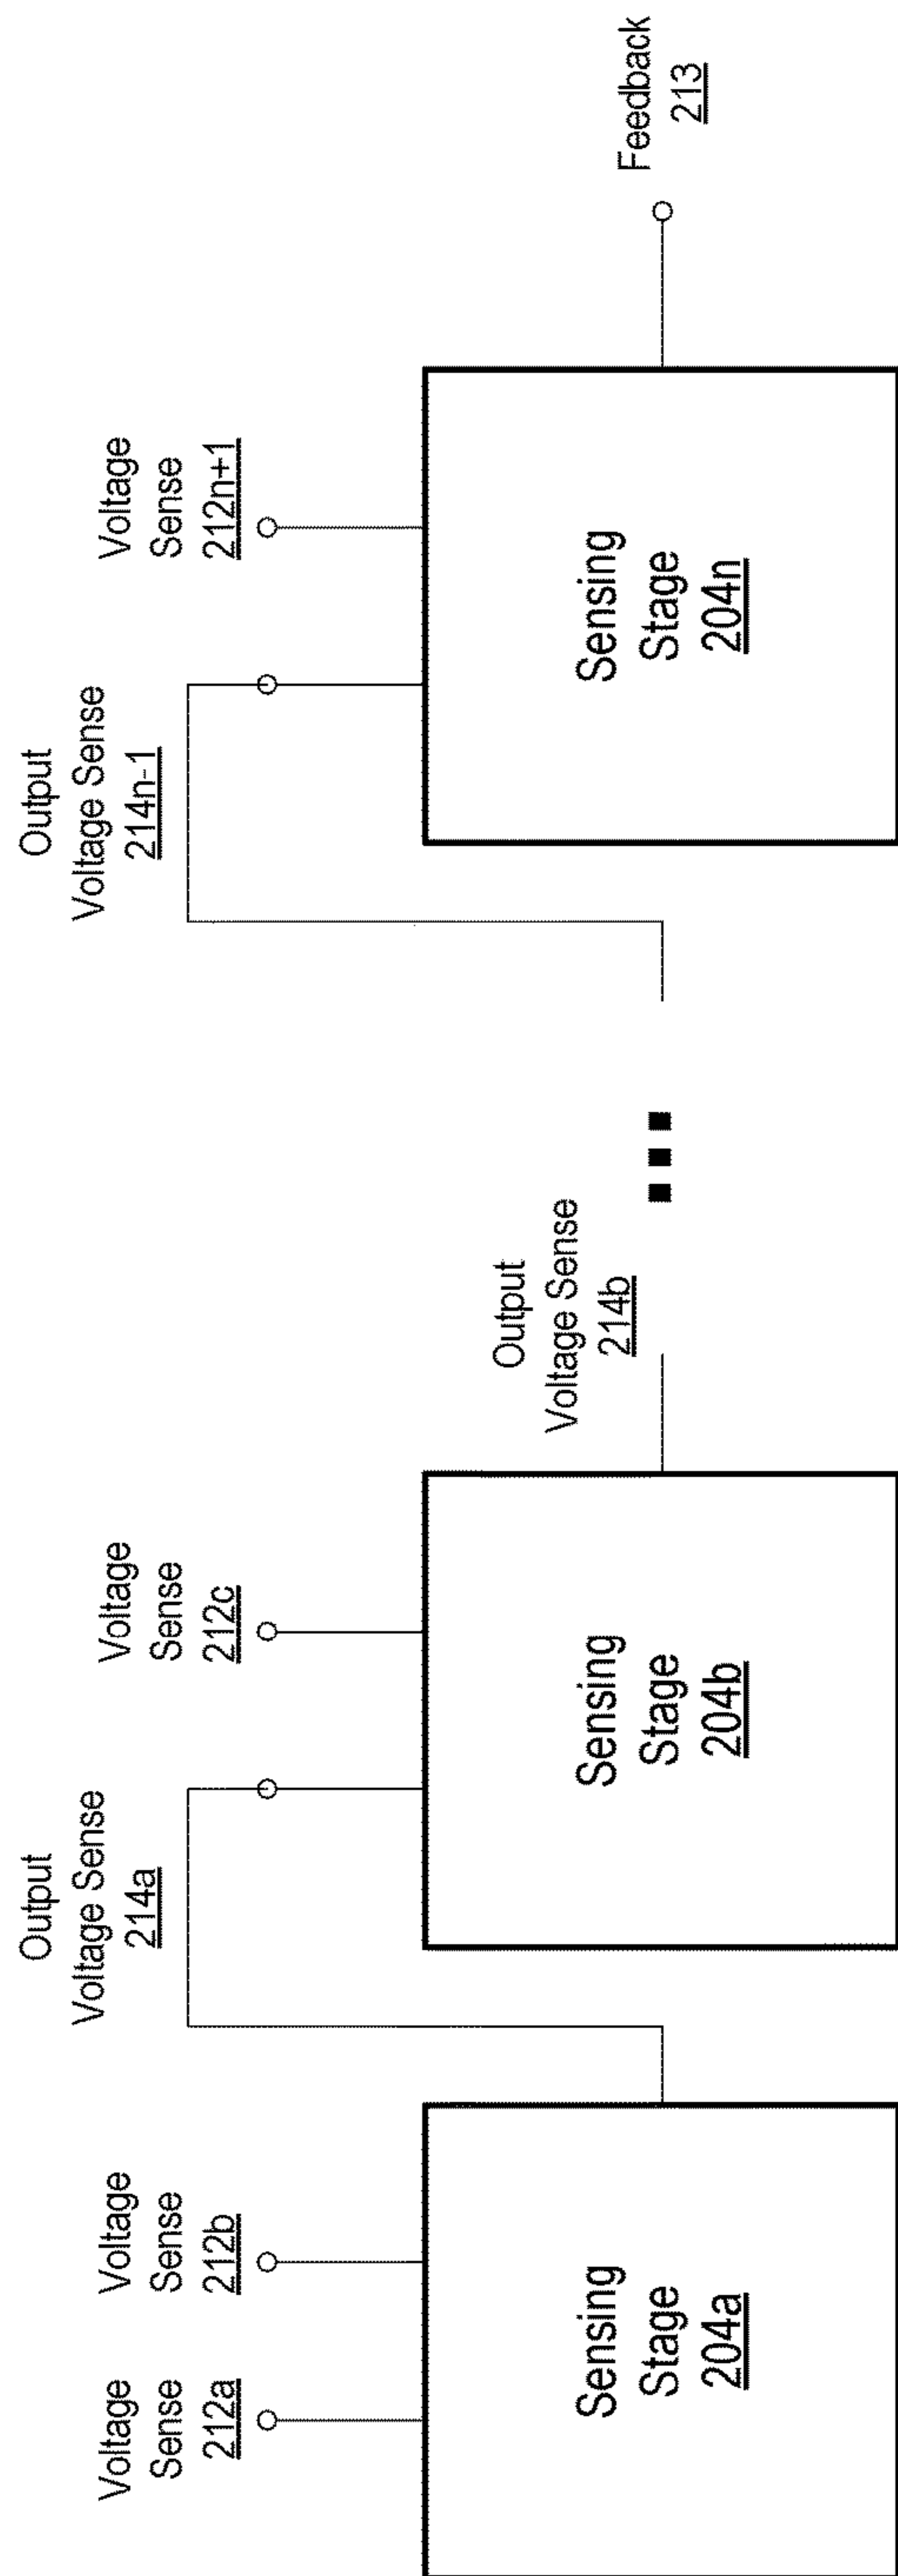 Voltage
Sense
212a
Voltage
Sense
212b
Sensing
Stage
204a
Output
Voltage Sense
214a
Voltage
Sense
212c
Sensing
Stage
204b
Output
Voltage Sense
214b
Output
Voltage Sense
214n-1
Voltage
Sense
212n+1
Sensing
Stage
204n
Feedback
213